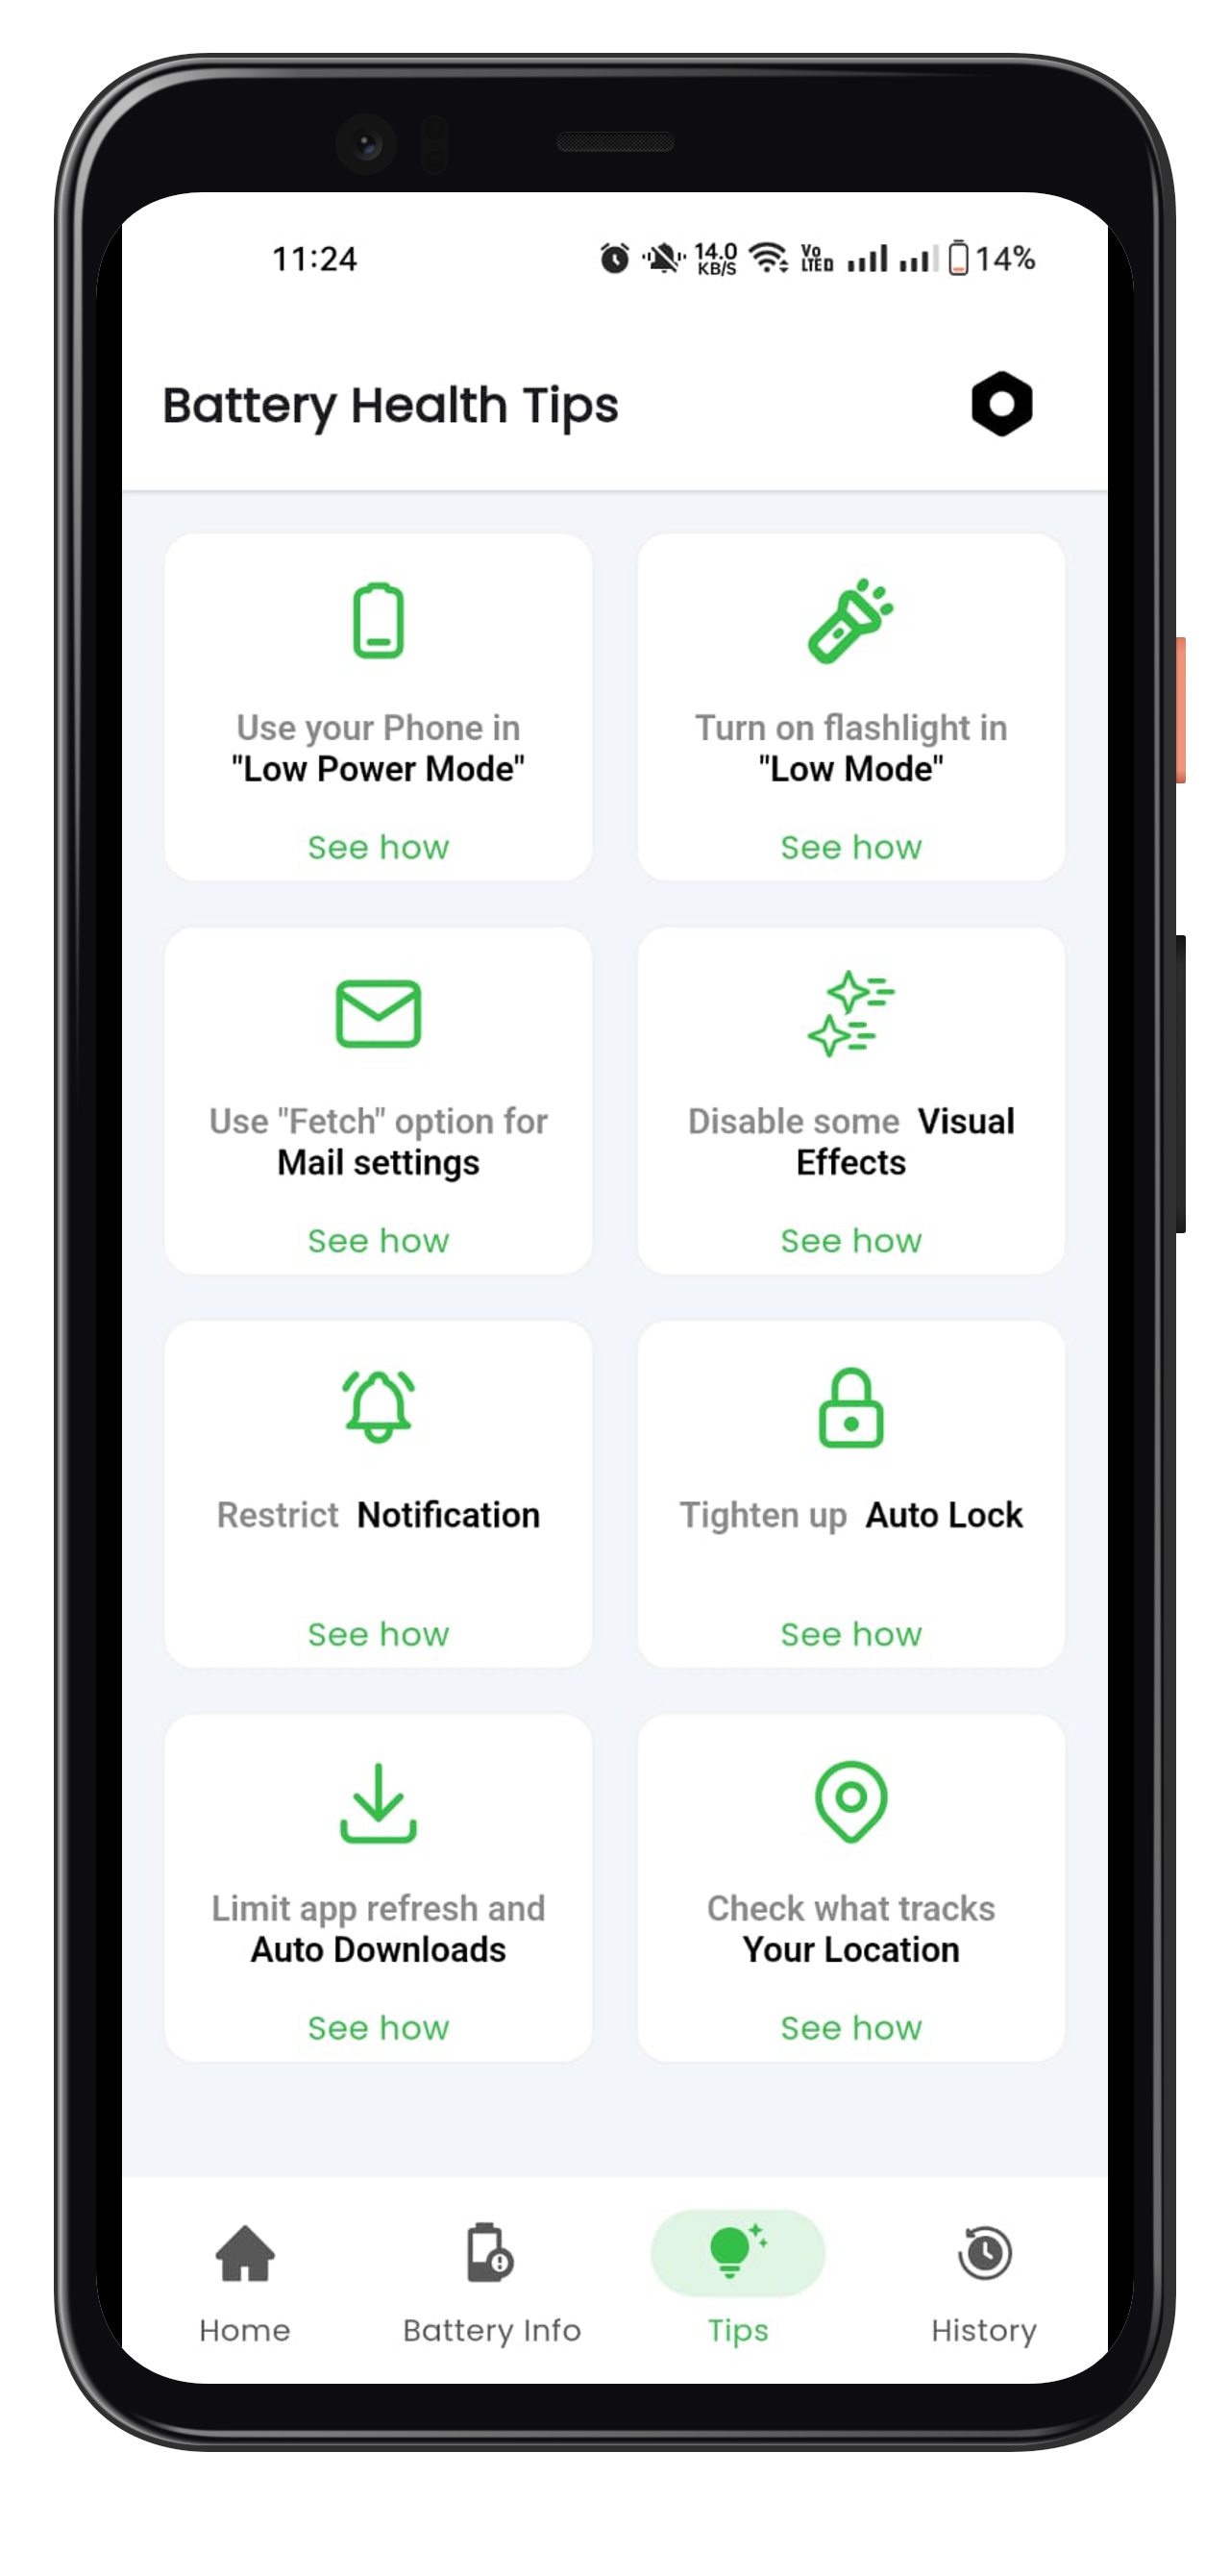 11:24 14.0 KB/S Vo LTE D 14%
Battery Health Tips
Use your Phone in
"Low Power Mode"
See how
Turn on flashlight in
"Low Mode"
See how
Use "Fetch" option for
Mail settings
See how
Disable some Visual
Effects
See how
Restrict Notification
See how
Tighten up Auto Lock
See how
Limit app refresh and
Auto Downloads
See how
Check what tracks
Your Location
See how
Home
Battery Info
Tips
History